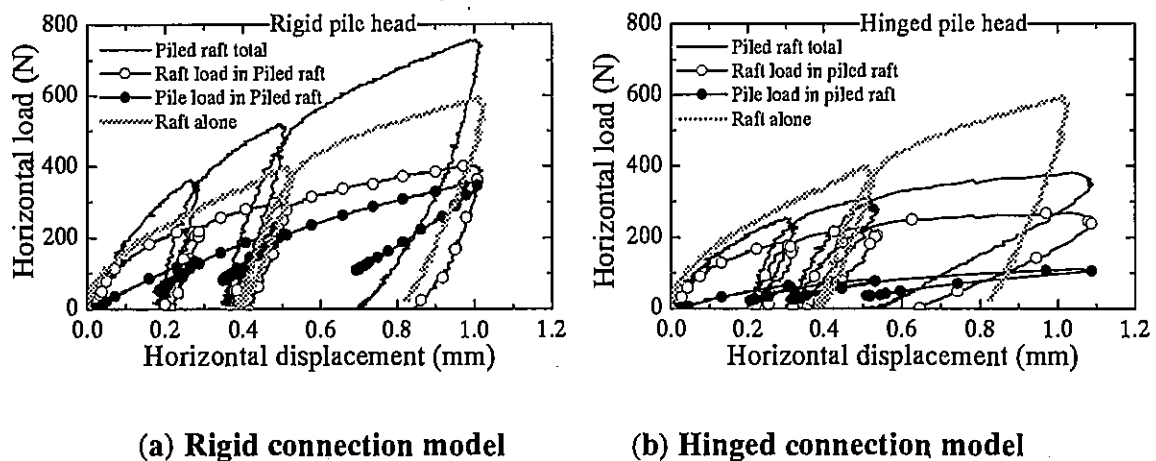 Rigid pile head
Piled raft total
Raft load in Piled raft
Pile load in Piled raft
Raft alone
Horizontal load (N)
800
600
400
200
0
0.0 0.2 0.4 0.6 0.8 1.0 1.2
Horizontal displacement (mm)
Hinged pile head
Piled raft total
Raft load in piled raft
Pile load in piled raft
Raft alone
Horizontal load (N)
800
600
400
200
0
0.0 0.2 0.4 0.6 0.8 1.0 1.2
Horizontal displacement (mm)
(a) Rigid connection model
(b) Hinged connection model